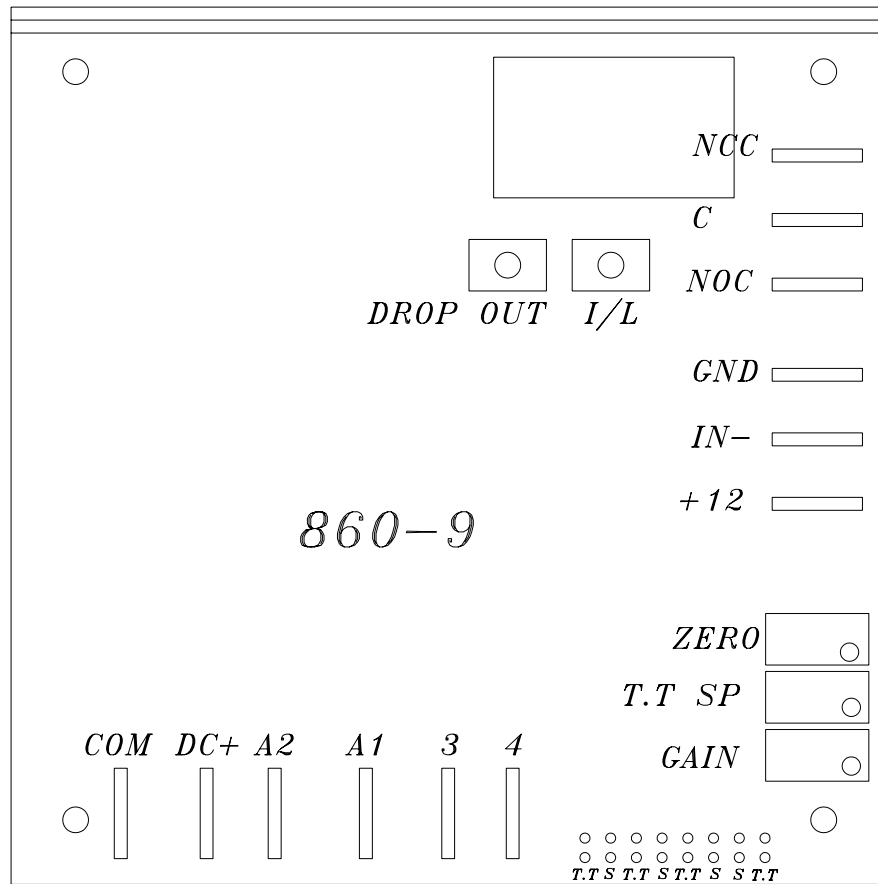 NCC
C
NOC
DROP OUT I/L
GND
IN-
+12
860-9
ZERO
T.T SP
GAIN
COM DC+ A2 A1 3 4
T.T S T.T S T.T S S T.T